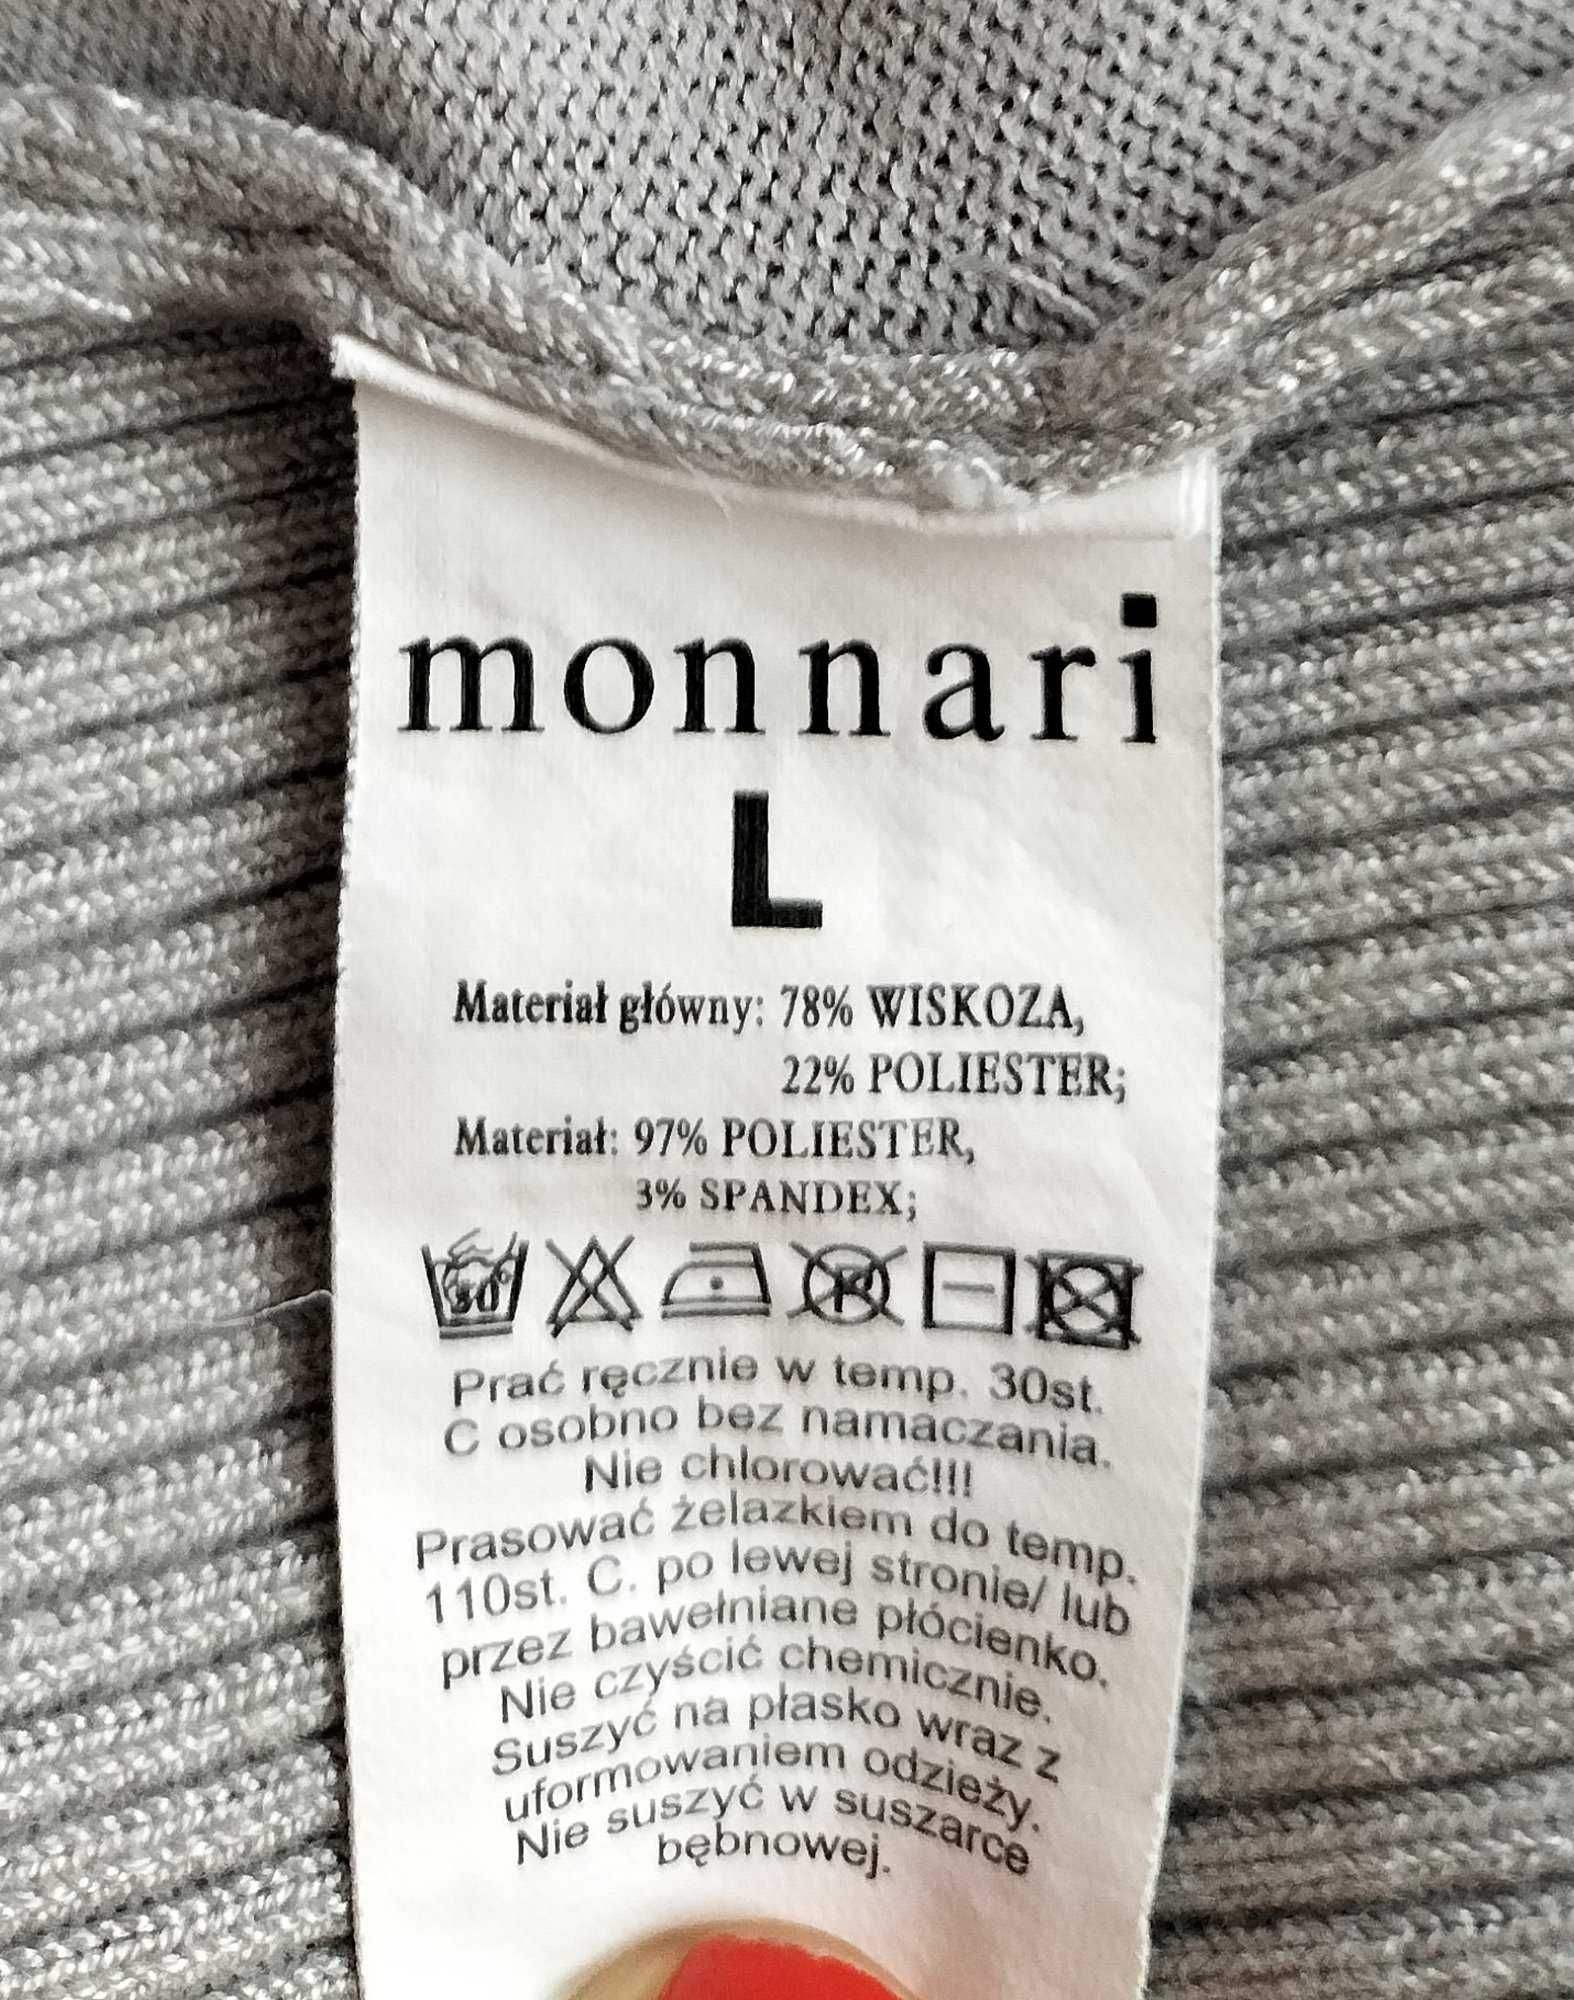 monnari
L
Materiał główny: 78% WISKOZA,
22% POLIESTER;
Materiał: 97% POLIESTER,
3% SPANDEX;
30°
Prać ręcznie w temp. 30st.
C osobno bez namaczania.
Nie chlorować!!!
Prasować żelazkiem do temp.
110st. C. po lewej stronie/ lub
przez bawełniane płócienko.
Nie czyścić chemicznie.
Suszyć na płasko wraz z
uformowaniem odzieży.
Nie suszyć w suszarce
bębnowej.